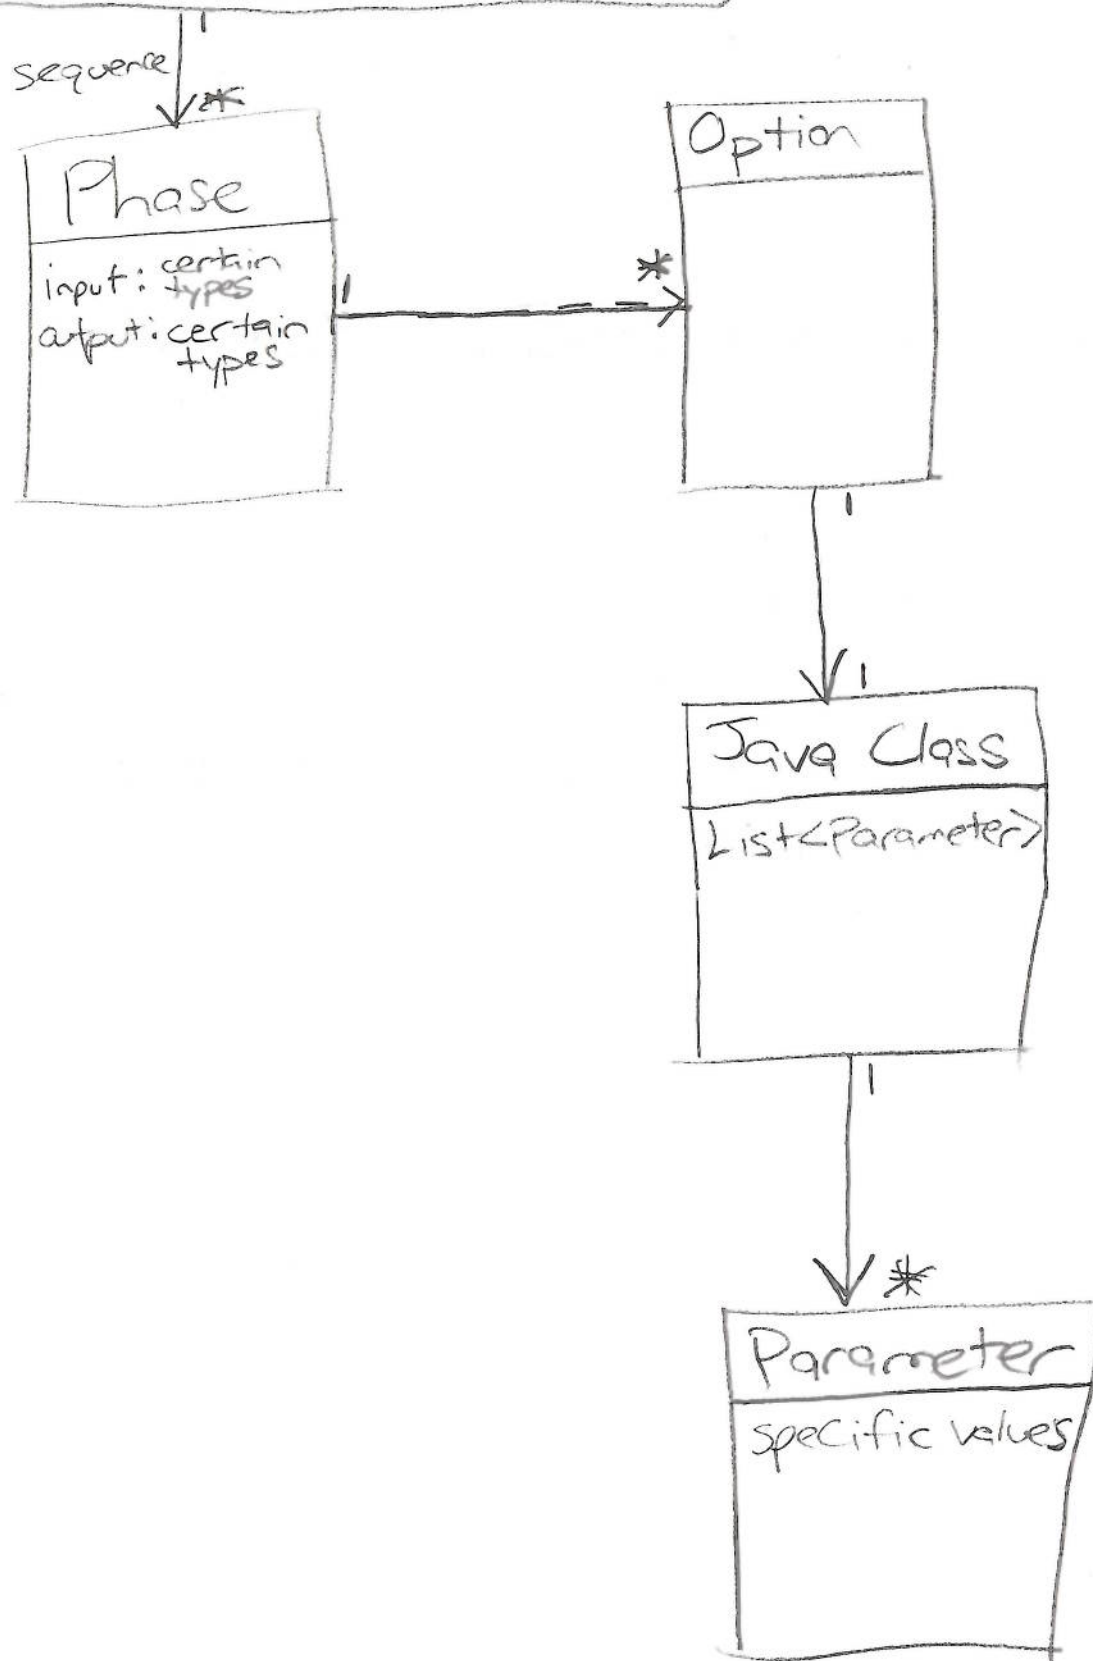 1
sequence
*
Phase
input: certain
types
output: certain
types
1
*
Option
1
1
Java Class
List<Parameter>
1
*
Parameter
specific values